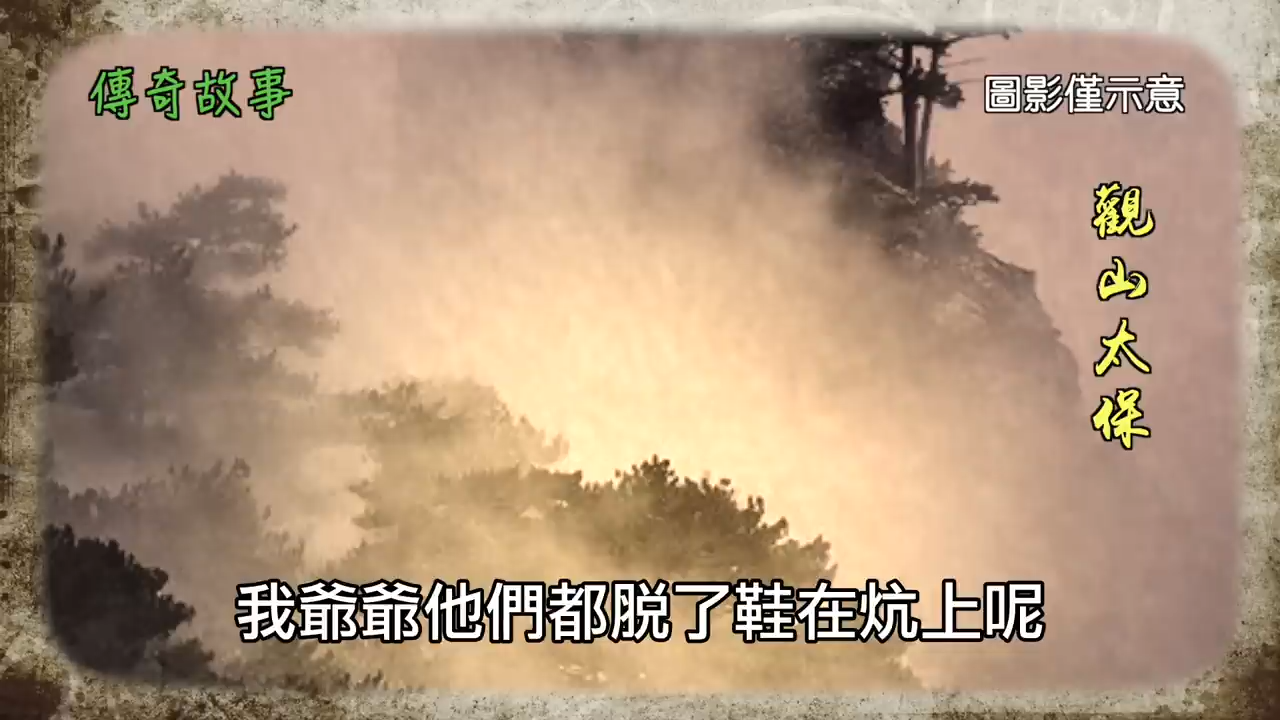 傳奇故事
圖影僅示意
觀山太保
我爺爺他們都脱了鞋在炕上呢